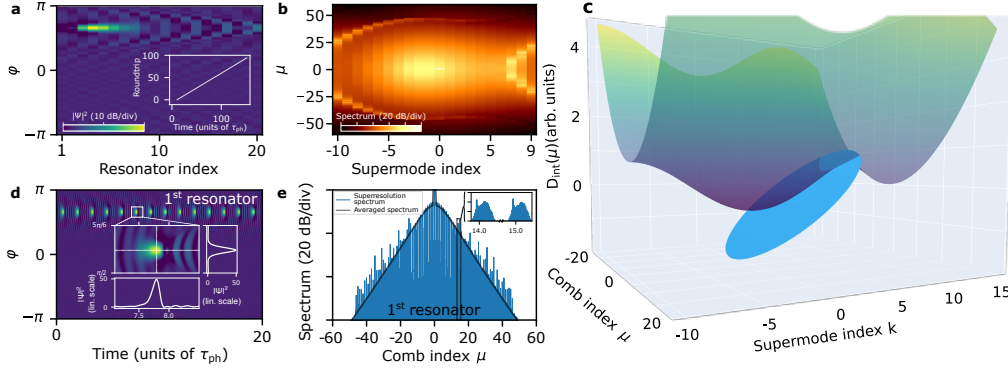 a
π
0
−π
φ
Roundtrip
100
50
0
0
100
Time (units of τph)
|Ψ|² (10 dB/div)
1
10
20
Resonator index
b
50
0
−50
μ
Spectrum (20 dB/div)
-10
-5
0
5
9
Supermode index
c
4
2
0
-2
Dint(μ)(arb. units)
-20
0
20
Comb index μ
-10
-5
0
5
10
15
Supermode index k
d
π
0
−π
φ
1st resonator
5π/6
π/2
|Ψ|²
(lin. scale)
50
0
7.5
8.0
0
50
|Ψ|²
(lin. scale)
0
10
20
Time (units of τph)
e
Spectrum (20 dB/div)
Superresolution
spectrum
Averaged spectrum
14.0
15.0
1st resonator
−60
−40
−20
0
20
40
60
Comb index μ